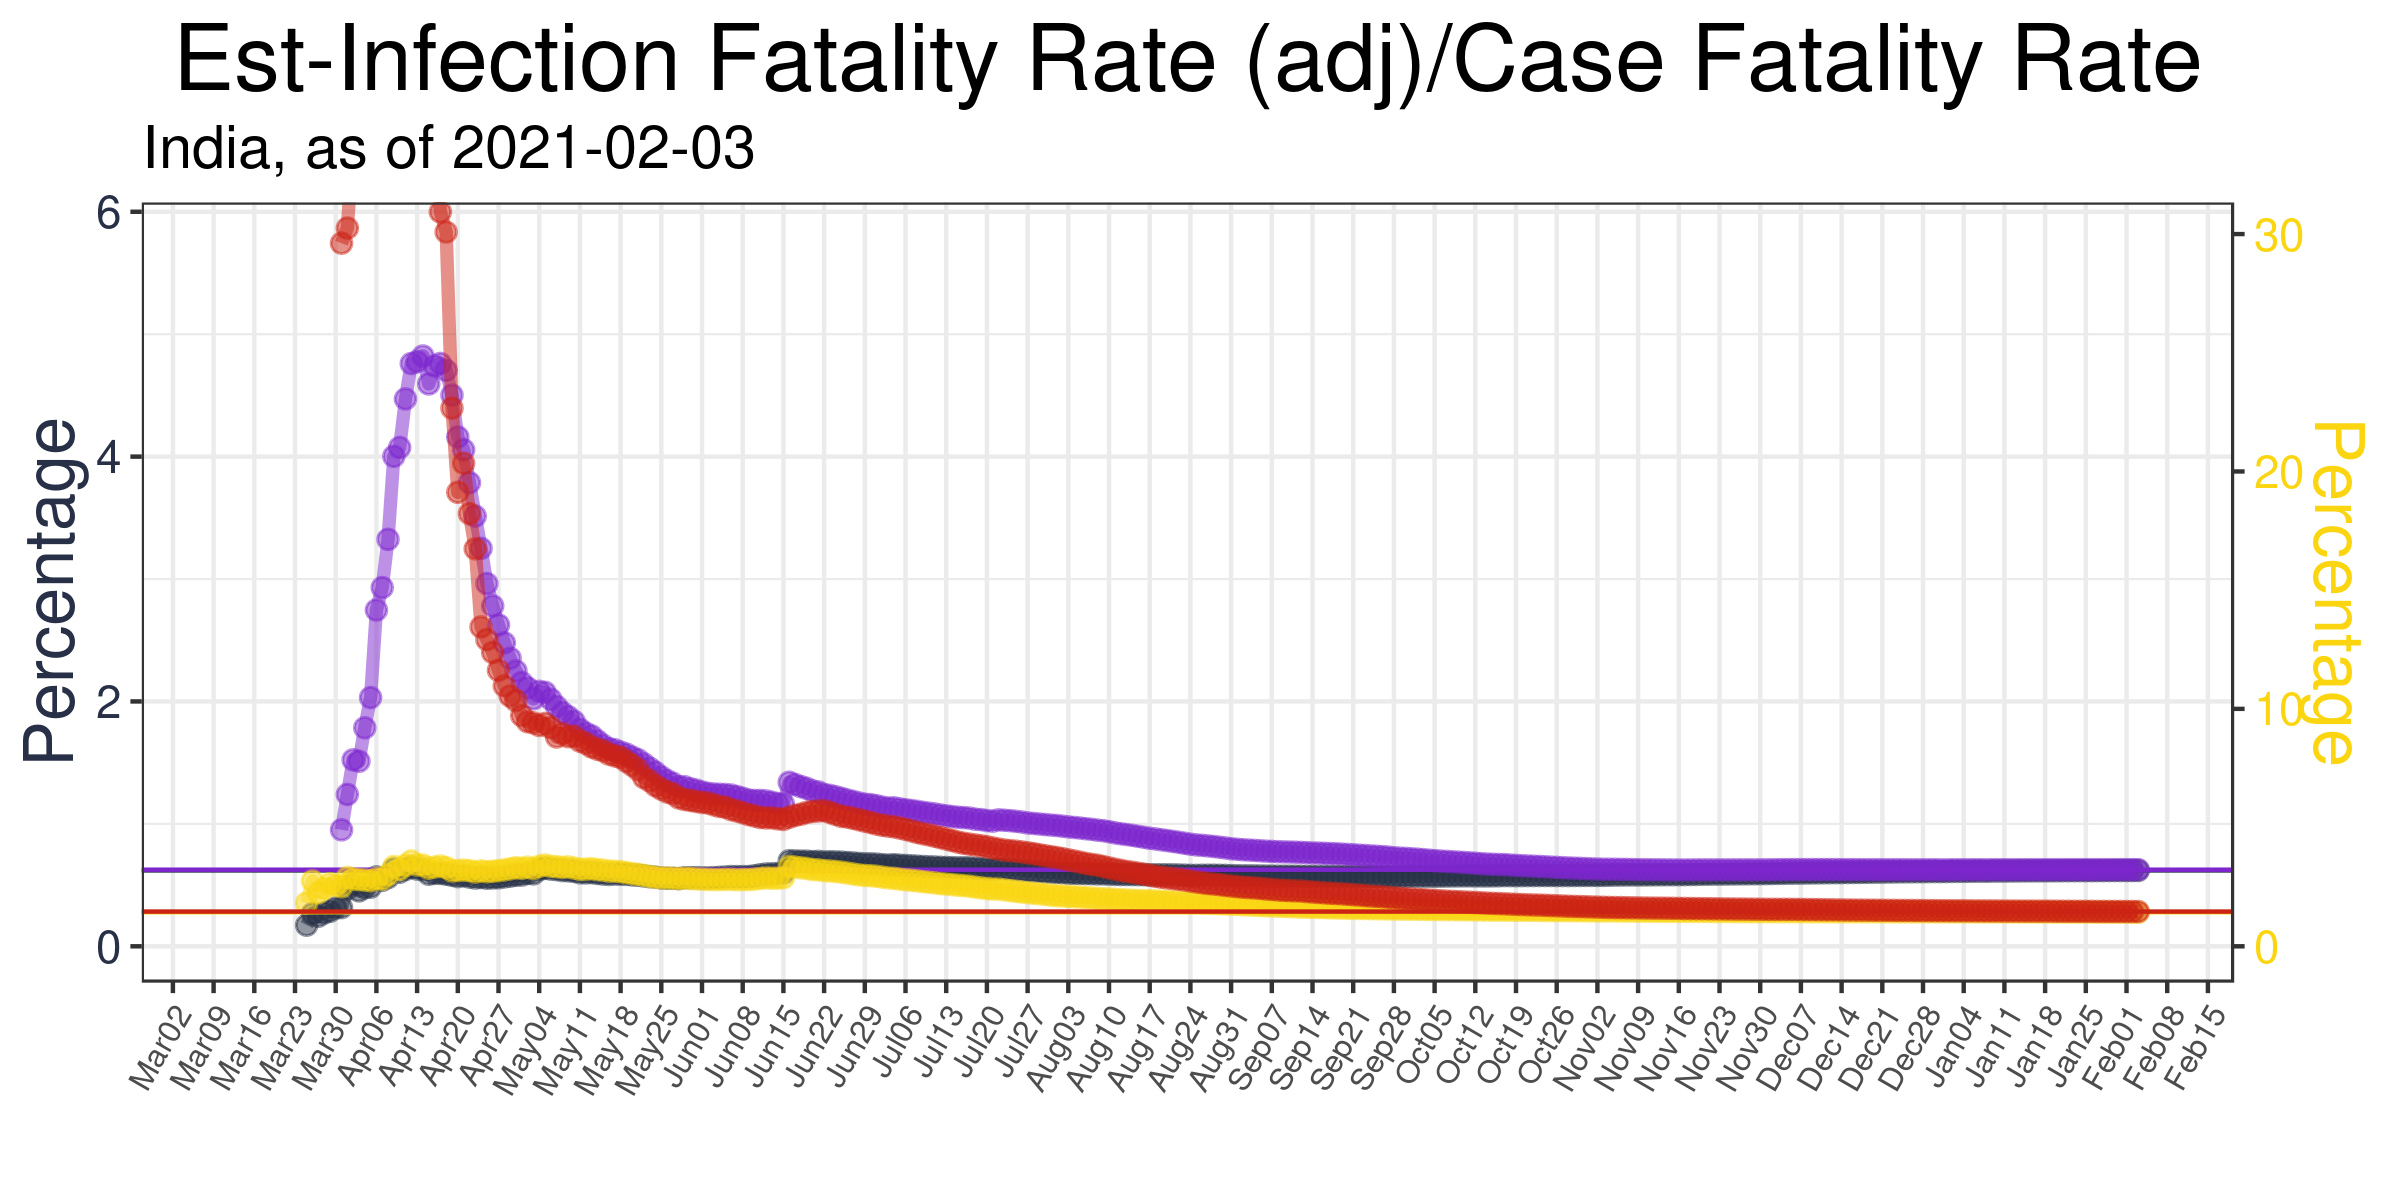 Est-Infection Fatality Rate (adj)/Case Fatality Rate
India, as of 2021-02-03
Percentage
6
4
2
0
30
20
10
0
Percentage
Mar02 Mar09 Mar16 Mar23 Mar30 Apr06 Apr13 Apr20 Apr27 May04 May11 May18 May25 Jun01 Jun08 Jun15 Jun22 Jun29 Jul06 Jul13 Jul20 Jul27 Aug03 Aug10 Aug17 Aug24 Aug31 Sep07 Sep14 Sep21 Sep28 Oct05 Oct12 Oct19 Oct26 Nov02 Nov09 Nov16 Nov23 Nov30 Dec07 Dec14 Dec21 Dec28 Jan04 Jan11 Jan18 Jan25 Feb01 Feb08 Feb15